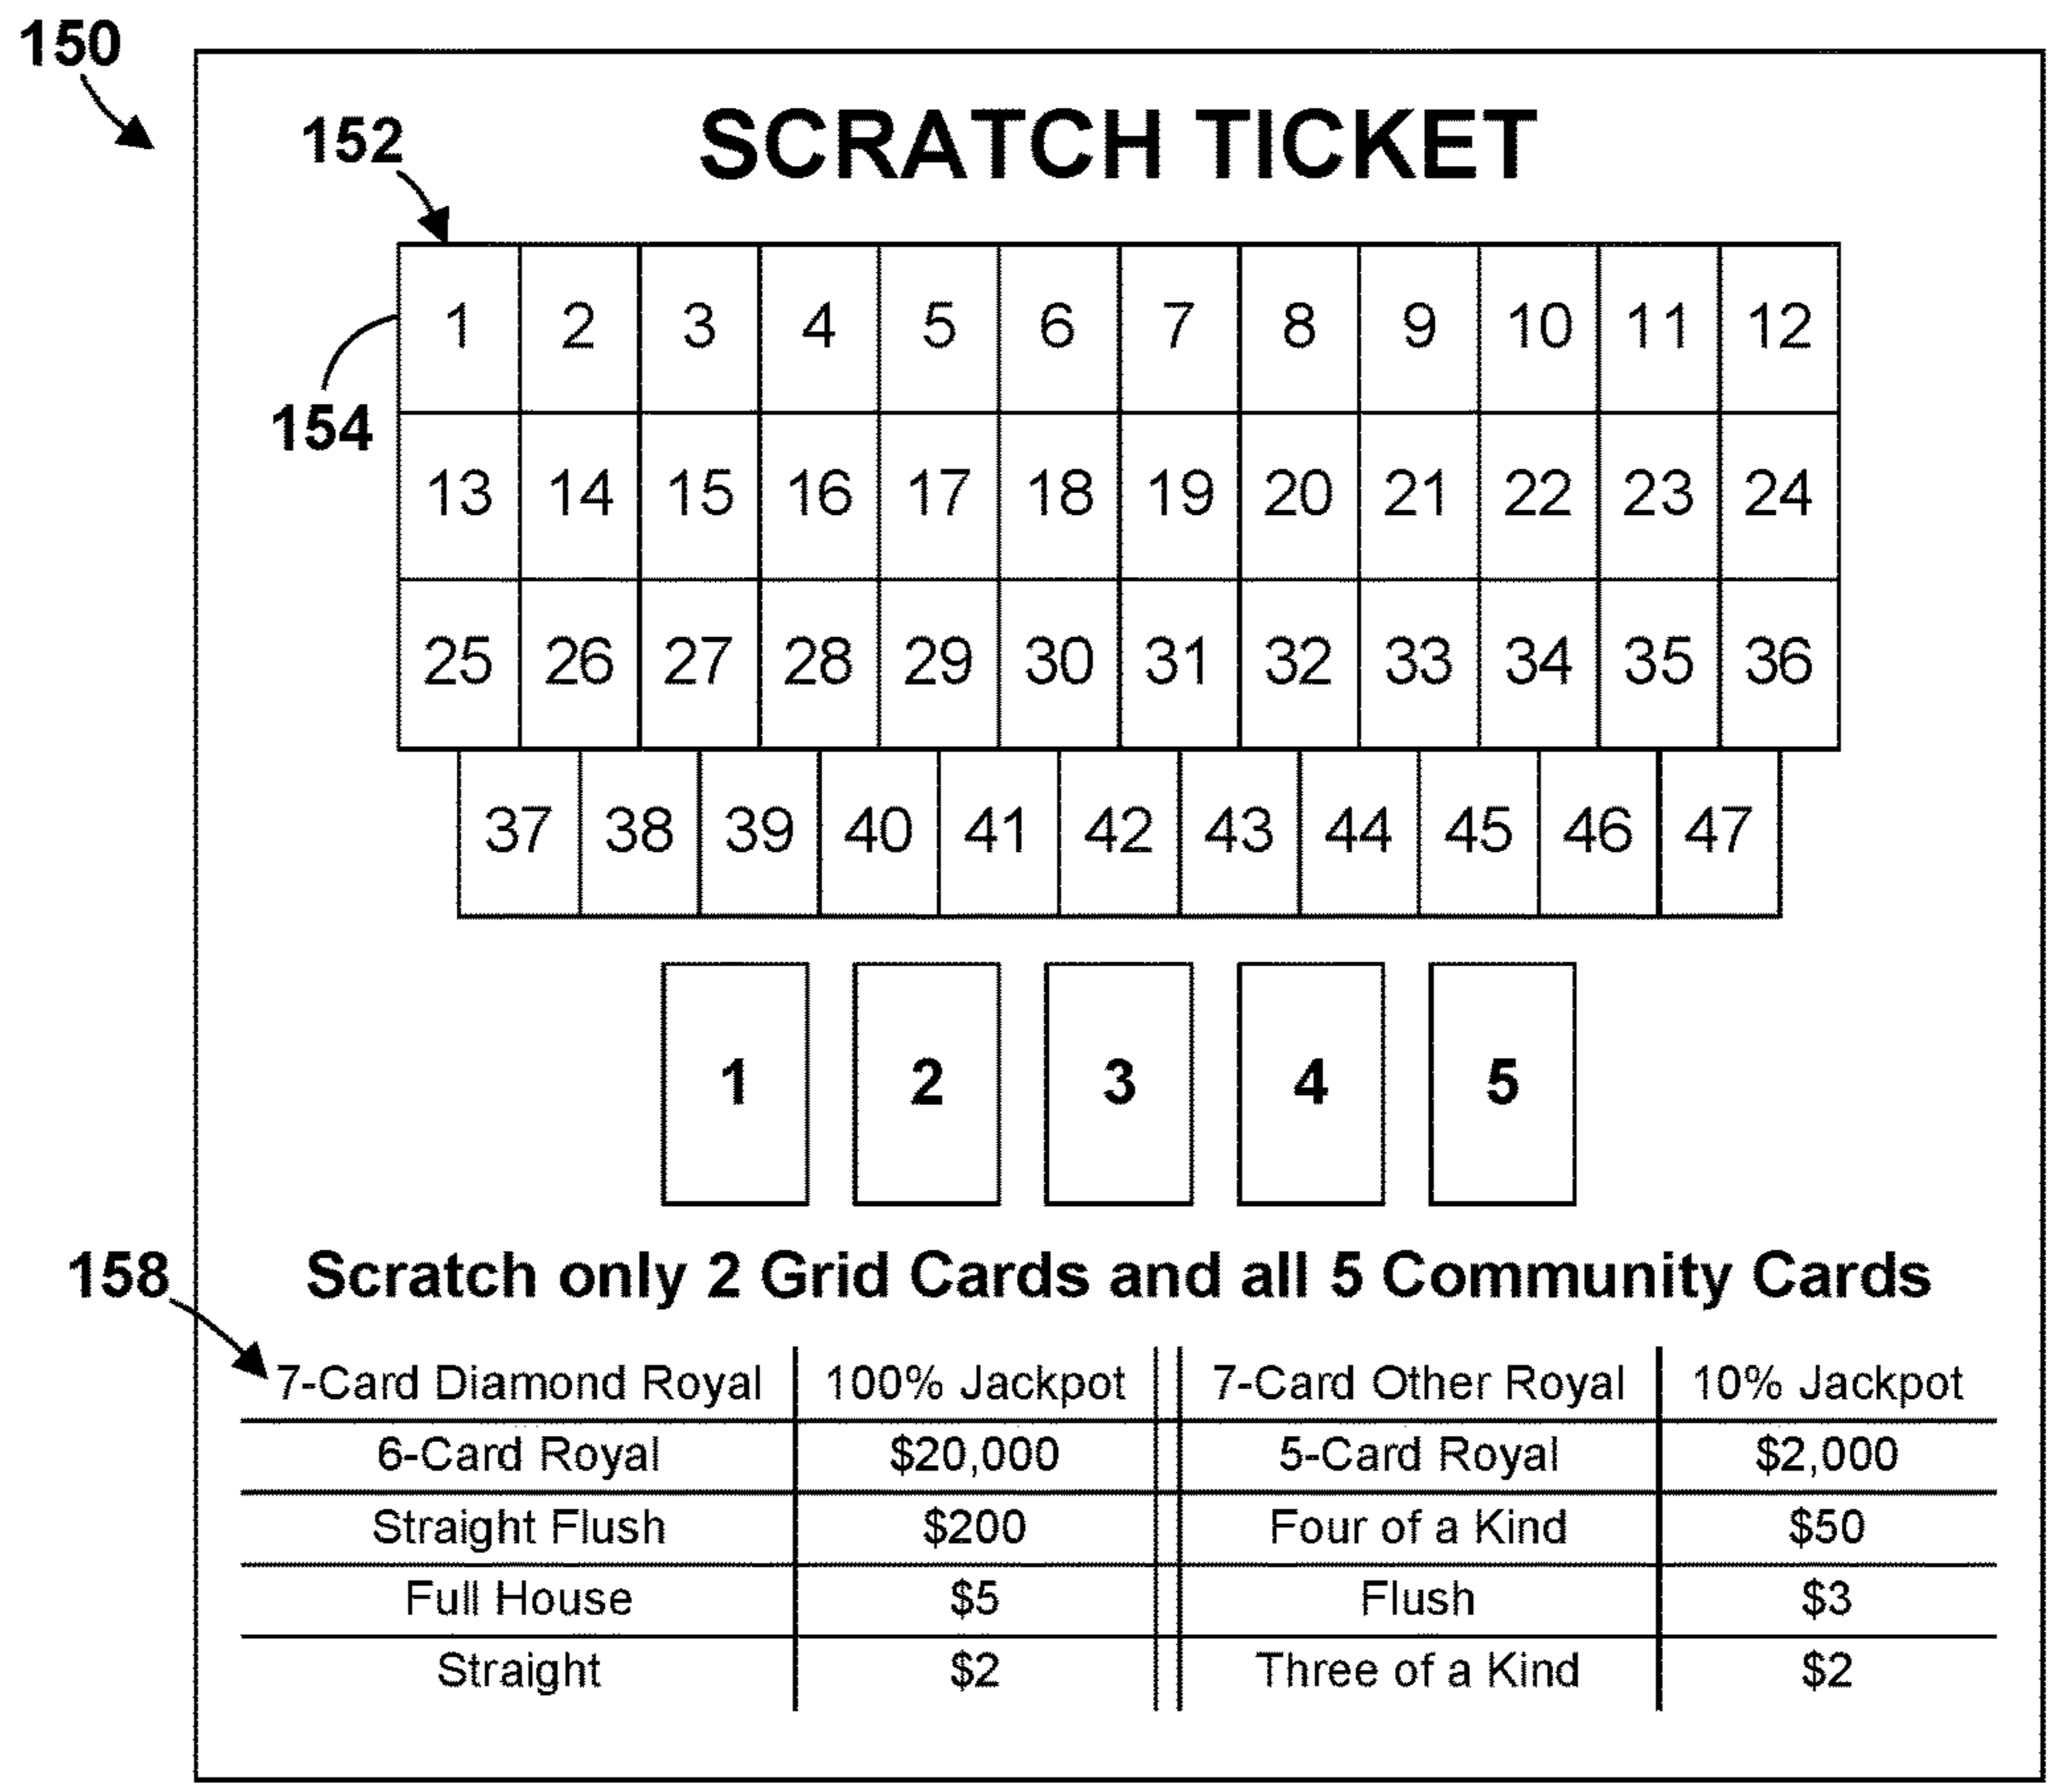 150
152
SCRATCH TICKET
1 2 3 4 5 6 7 8 9 10 11 12
154
13 14 15 16 17 18 19 20 21 22 23 24
25 26 27 28 29 30 31 32 33 34 35 36
37 38 39 40 41 42 43 44 45 46 47
1 2 3 4 5
158
Scratch only 2 Grid Cards and all 5 Community Cards
7-Card Diamond Royal 100% Jackpot 7-Card Other Royal 10% Jackpot
6-Card Royal $20,000 5-Card Royal $2,000
Straight Flush $200 Four of a Kind $50
Full House $5 Flush $3
Straight $2 Three of a Kind $2